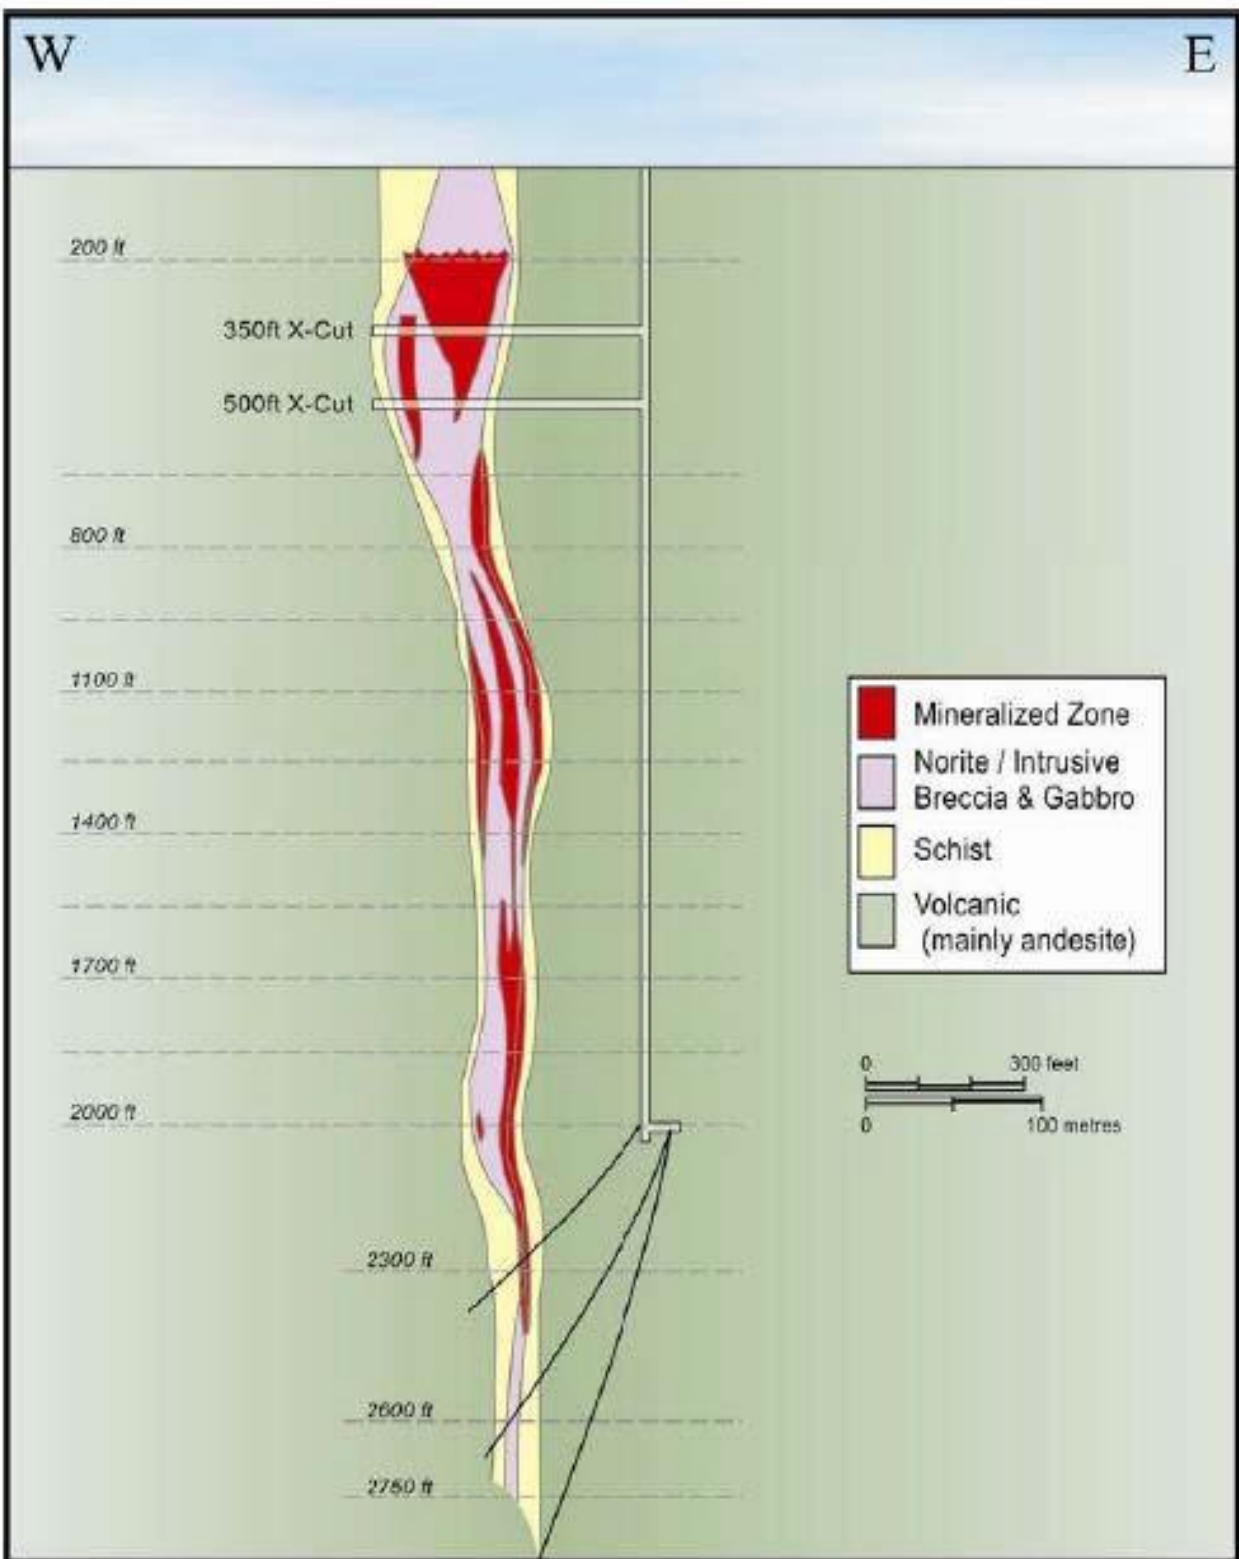 W
E
200 ft
350ft X-Cut
500ft X-Cut
800 ft
1100 ft
1400 ft
1700 ft
2000 ft
2300 ft
2600 ft
2750 ft
Mineralized Zone
Norite / Intrusive
Breccia & Gabbro
Schist
Volcanic
(mainly andesite)
0 300 feet
0 100 metres